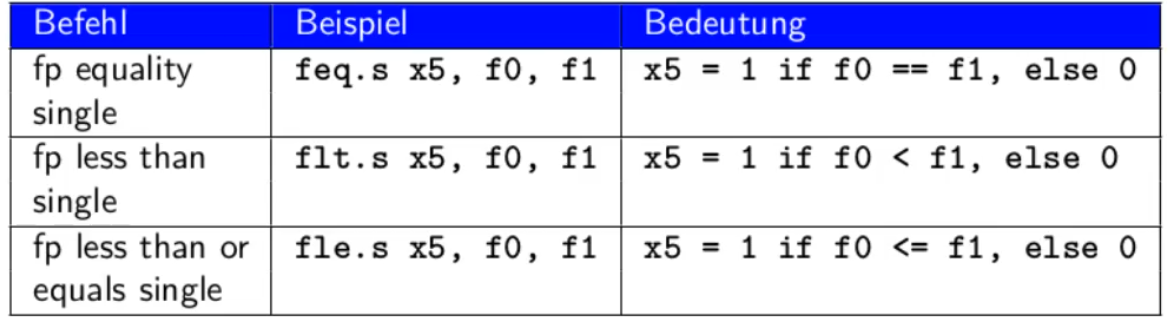 Befehl Beispiel Bedeutung
fp equality feq.s x5, f0, f1 x5 = 1 if f0 == f1, else 0
single
fp less than flt.s x5, f0, f1 x5 = 1 if f0 < f1, else 0
single
fp less than or fle.s x5, f0, f1 x5 = 1 if f0 <= f1, else 0
equals single